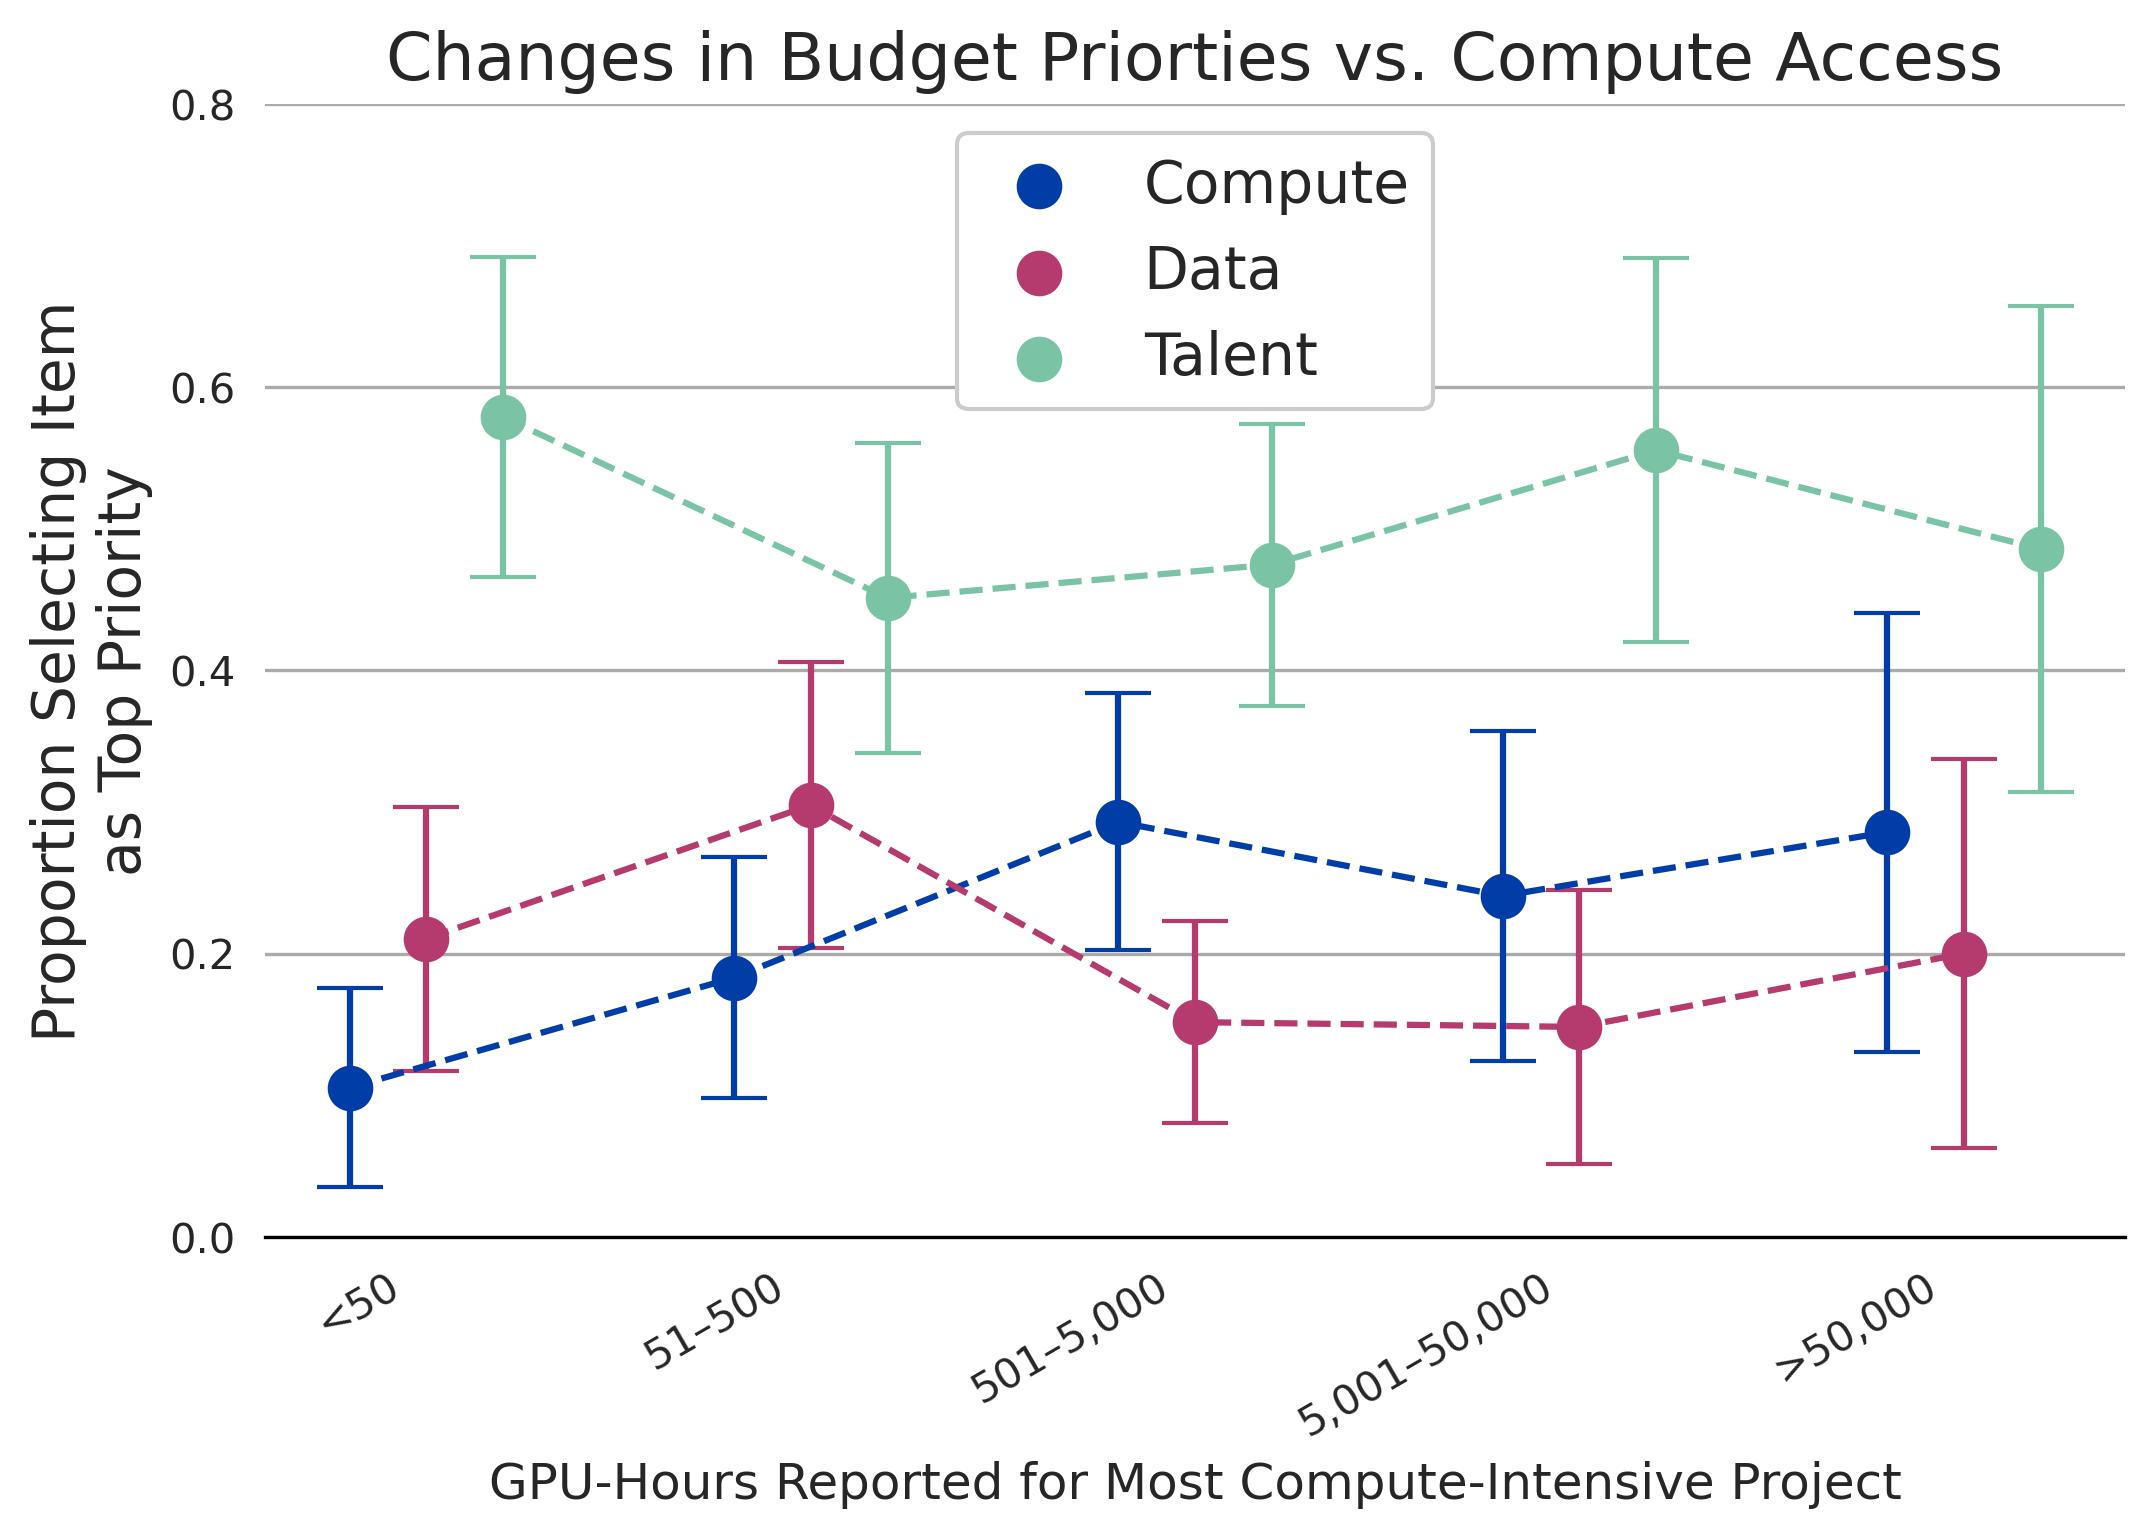 Changes in Budget Priorties vs. Compute Access
0.8
0.6
0.4
0.2
0.0
Proportion Selecting Item
as Top Priority
Compute
Data
Talent
<50
51–500
501–5,000
5,001–50,000
>50,000
GPU-Hours Reported for Most Compute-Intensive Project